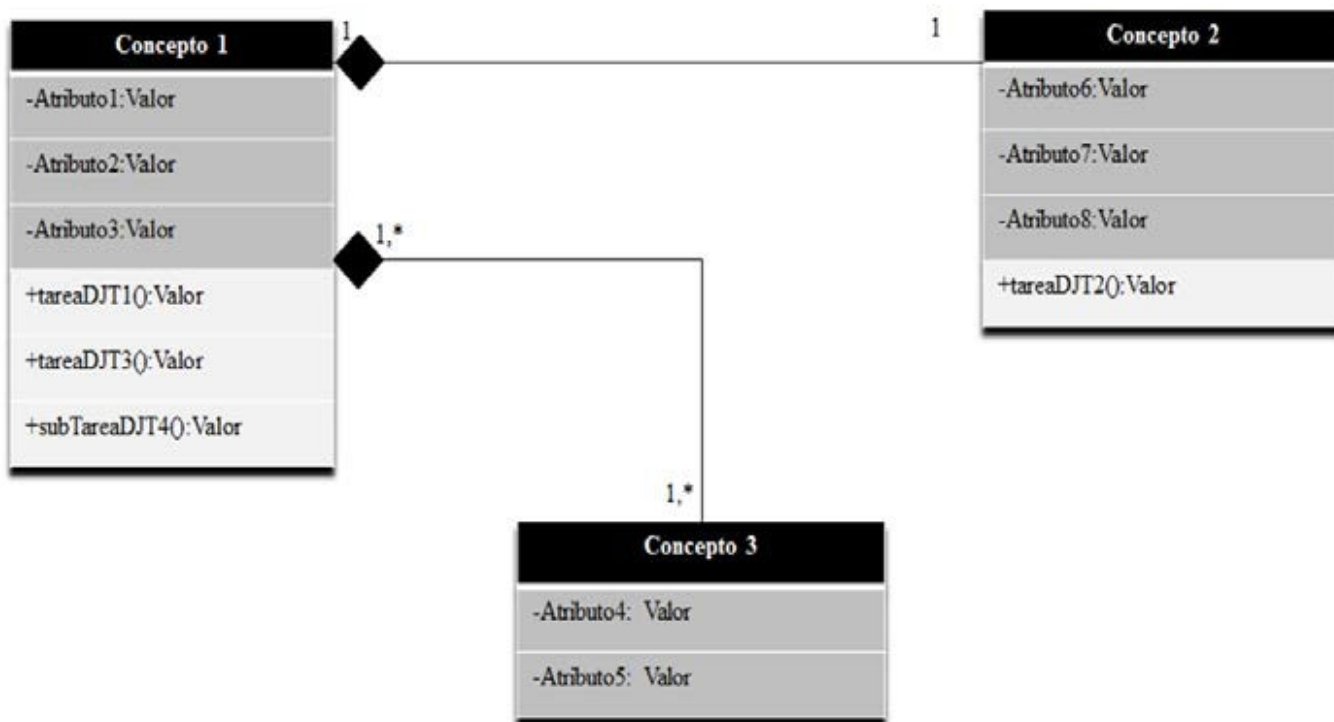 Concepto 1
-Atributo1:Valor
-Atributo2:Valor
-Atributo3:Valor
+tareaDJT1():Valor
+tareaDJT3():Valor
+subTareaDJT4():Valor
1
1
Concepto 2
-Atributo6:Valor
-Atributo7:Valor
-Atributo8:Valor
+tareaDJT2():Valor
1,*
1,*
Concepto 3
-Atributo4: Valor
-Atributo5: Valor